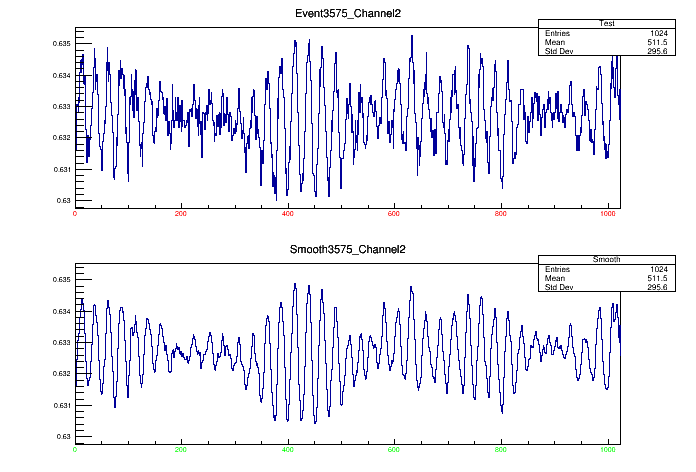 Event3575_Channel2
Test
Entries 1024
Mean 511.5
Std Dev 295.6
0.635
0.634
0.633
0.632
0.631
0.63
0 200 400 600 800 1000
Smooth3575_Channel2
Smooth
Entries 1024
Mean 511.5
Std Dev 295.6
0.635
0.634
0.633
0.632
0.631
0.63
0 200 400 600 800 1000